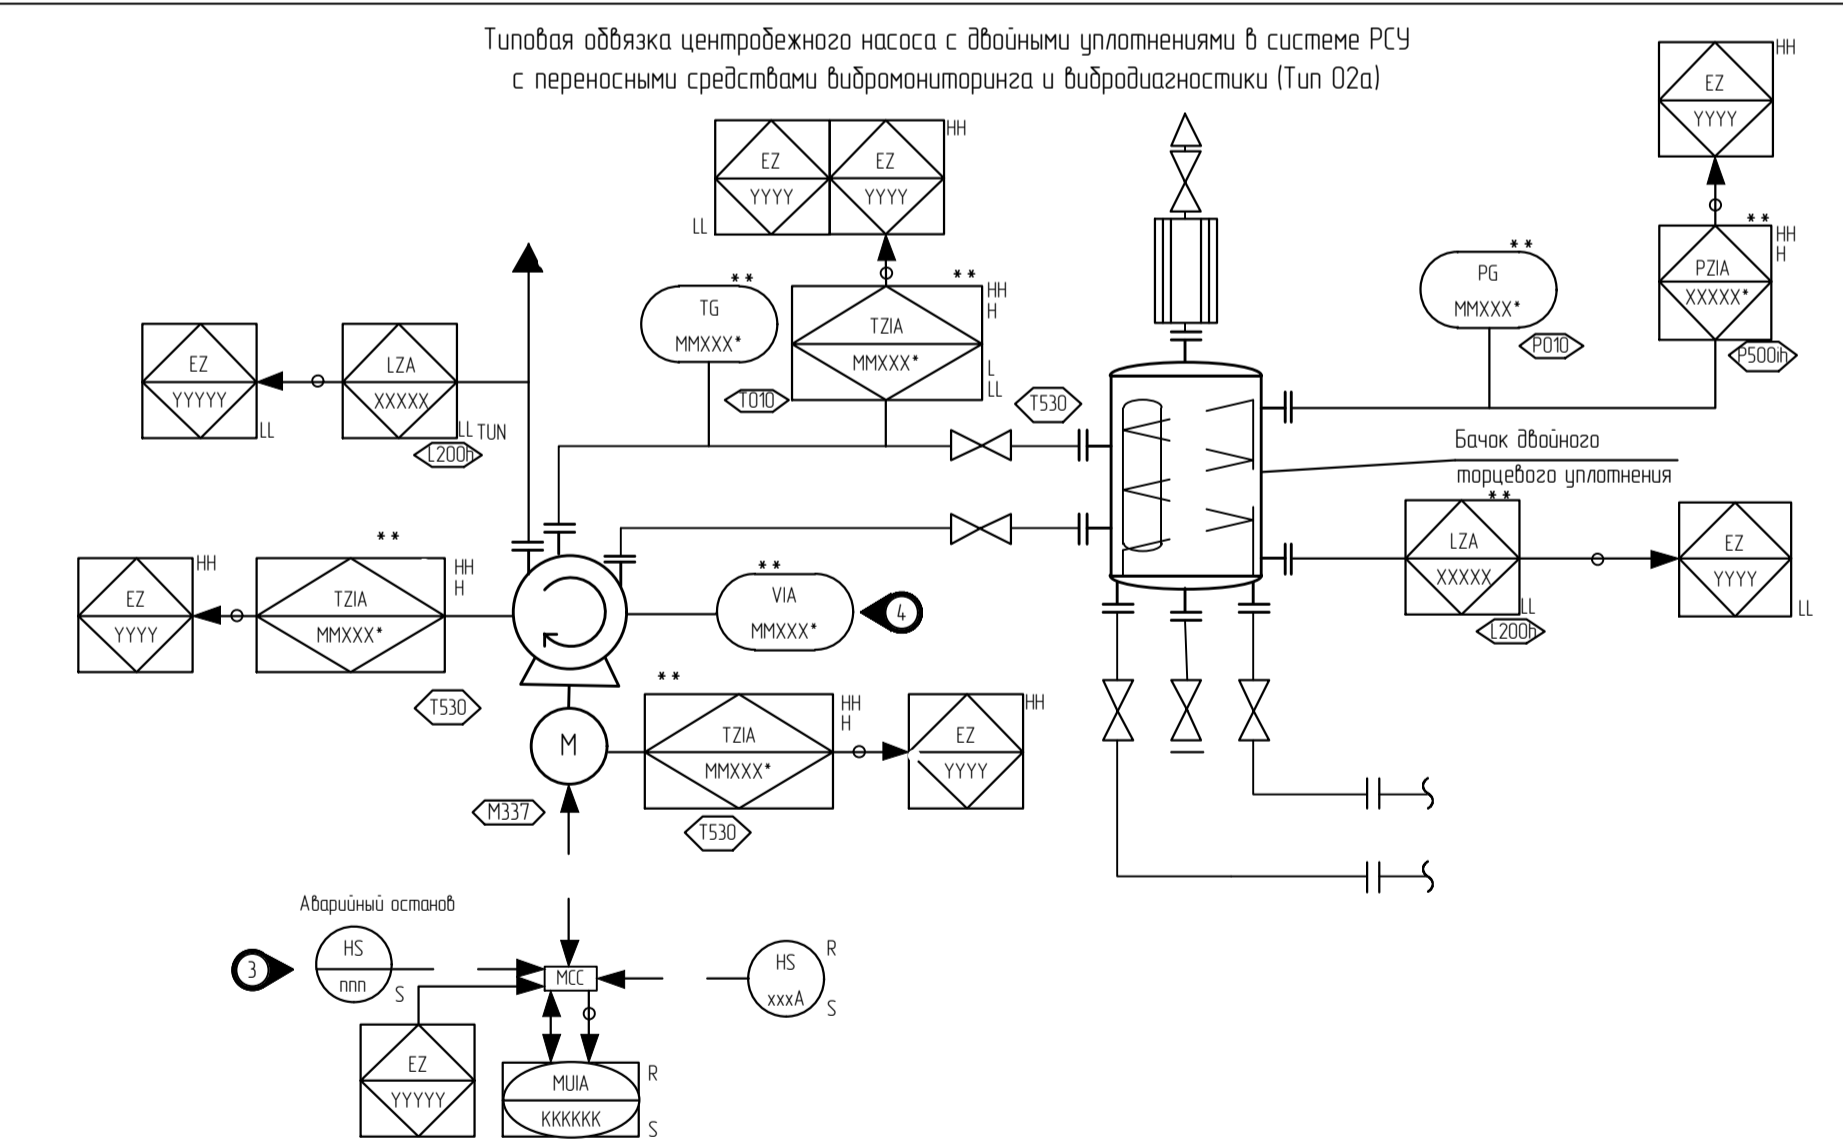 Типовая обвязка центробежного насоса с двойными уплотнениями в системе РСУ
с переносными средствами вибромониторинга и вибродиагностики (Тип 02а)
EZ
YYYY
HH
EZ
YYYY
LL
EZ
YYYY
HH
**
PZIA
XXXXX*
HH
H
P500ih
**
PG
MMXXX*
P010
**
TG
MMXXX*
T010
**
TZIA
MMXXX*
HH
H
L
LL
T530
EZ
YYYYY
LL
LZA
XXXXX
LL TUN
L200h
Бачок двойного
торцевого уплотнения
**
LZA
XXXXX
LL
L200h
EZ
YYYY
LL
EZ
YYYY
HH
**
TZIA
MMXXX*
HH
H
T530
**
VIA
MMXXX*
4
**
TZIA
MMXXX*
HH
H
T530
EZ
YYYY
HH
M
M337
Аварийный останов
3
HS
nnn
S
MCC
HS
xxxA
R
S
EZ
YYYYY
MUIA
KKKKKK
R
S